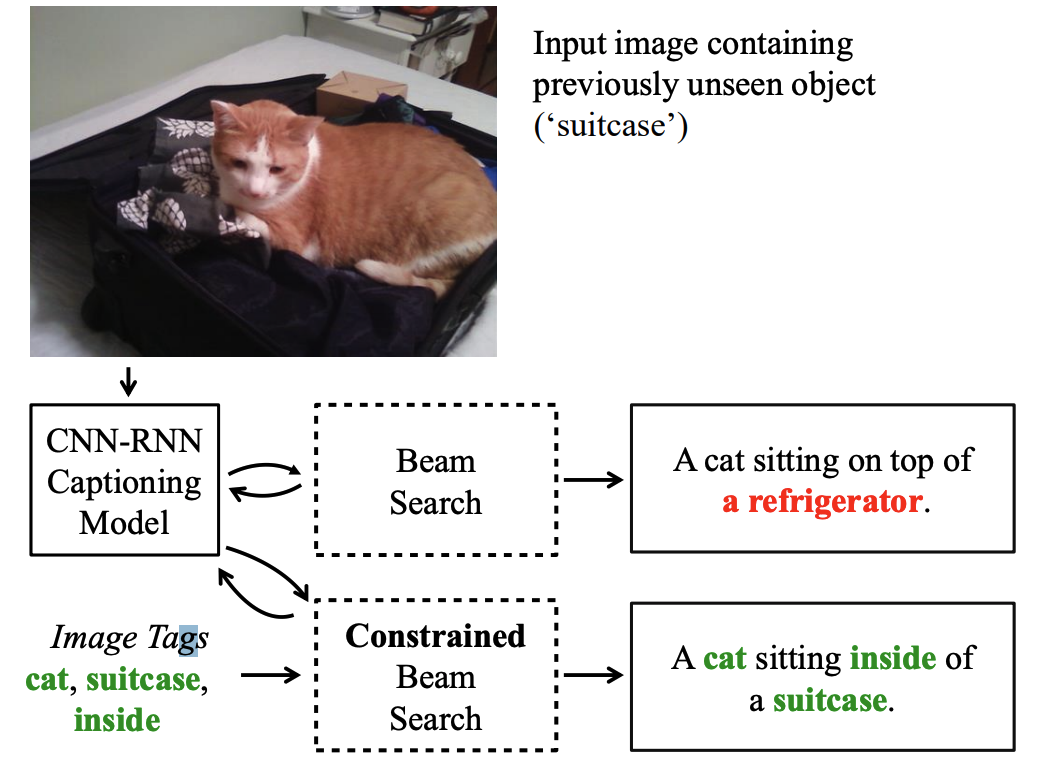 Input image containing
previously unseen object
(‘suitcase’)
CNN-RNN
Captioning
Model
Beam
Search
A cat sitting on top of
a refrigerator.
Image Tags
cat, suitcase,
inside
Constrained
Beam
Search
A cat sitting inside of
a suitcase.